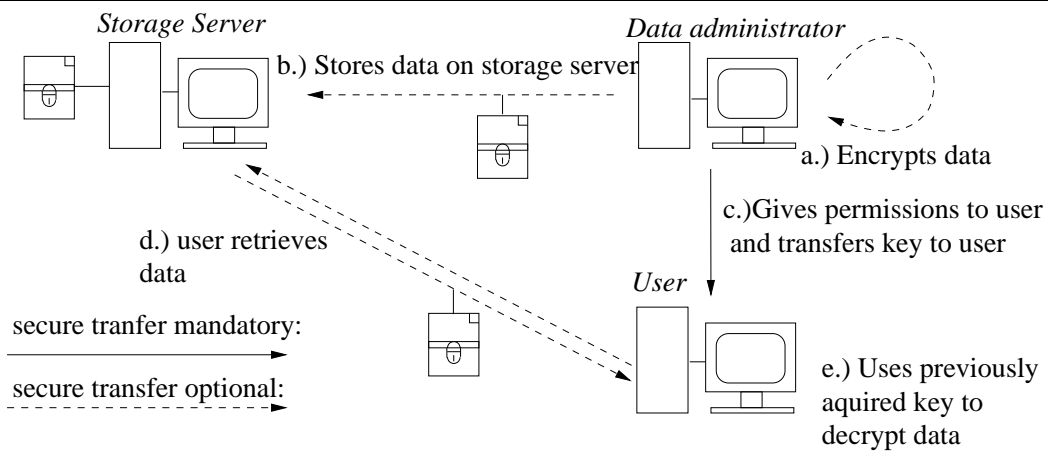 Storage Server
Data administrator
b.) Stores data on storage server
a.) Encrypts data
c.)Gives permissions to user
and transfers key to user
d.) user retrieves
data
User
secure tranfer mandatory:
secure transfer optional:
e.) Uses previously
aquired key to
decrypt data